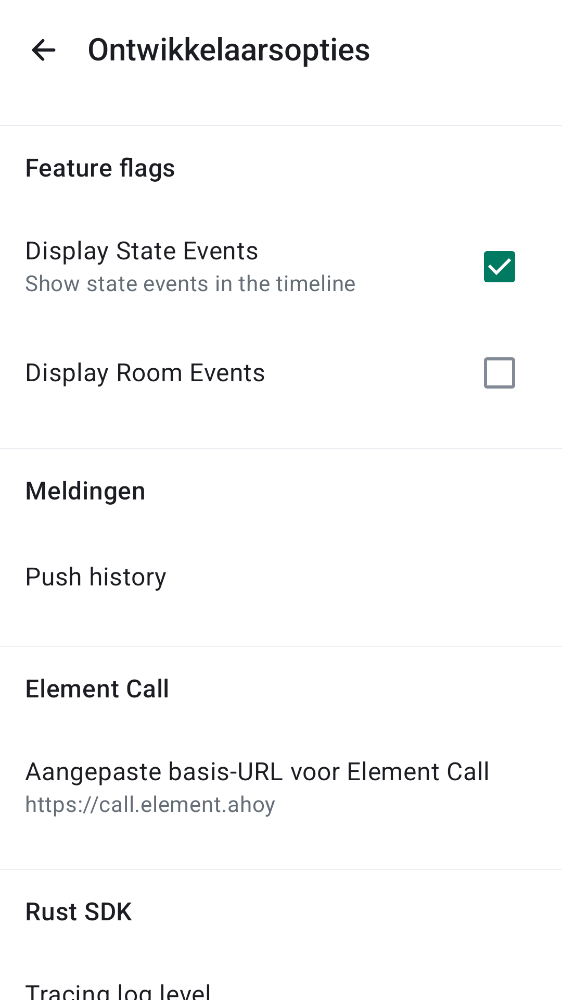 Ontwikkelaarsopties
Feature flags
Display State Events
Show state events in the timeline
Display Room Events
Meldingen
Push history
Element Call
Aangepaste basis-URL voor Element Call
https://call.element.ahoy
Rust SDK
Tracing log level